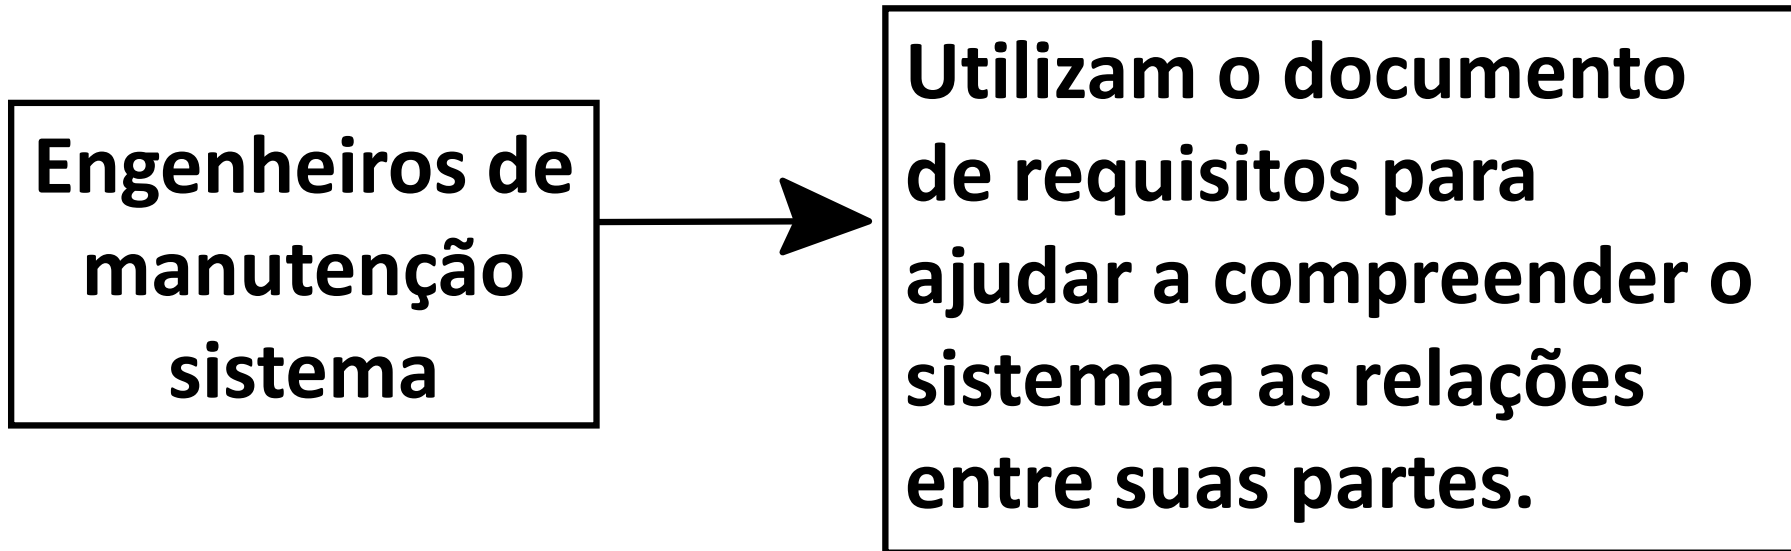 Engenheiros de
manutenção
sistema
Utilizam o documento
de requisitos para
ajudar a compreender o
sistema a as relações
entre suas partes.